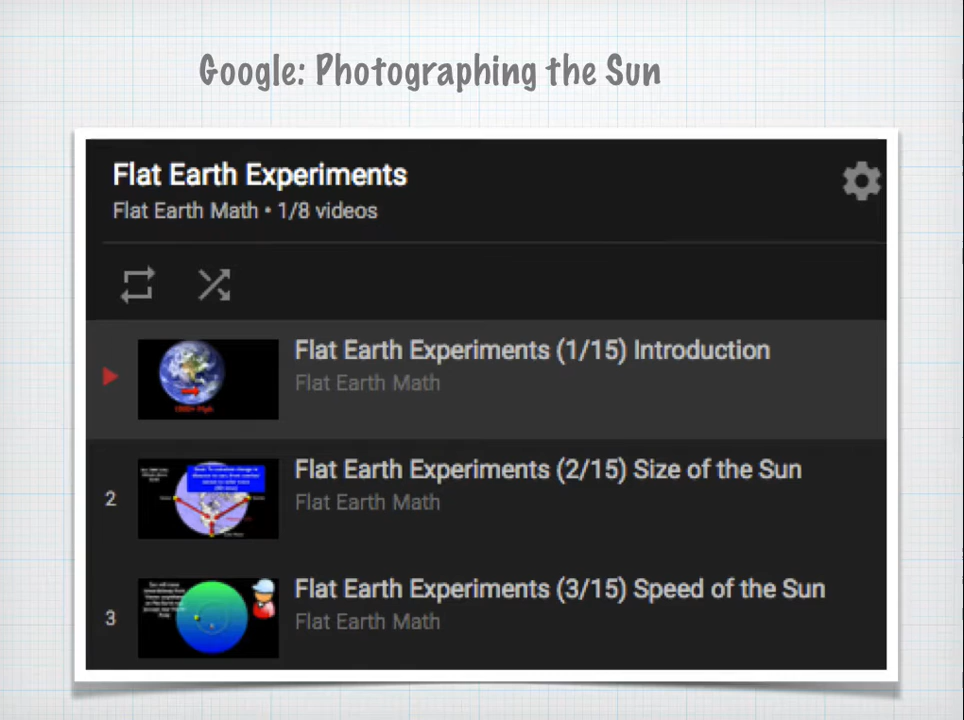 Google: Photographing the Sun
Flat Earth Experiments
Flat Earth Math • 1/8 videos
Flat Earth Experiments (1/15) Introduction
Flat Earth Math
2
Flat Earth Experiments (2/15) Size of the Sun
Flat Earth Math
3
Flat Earth Experiments (3/15) Speed of the Sun
Flat Earth Math